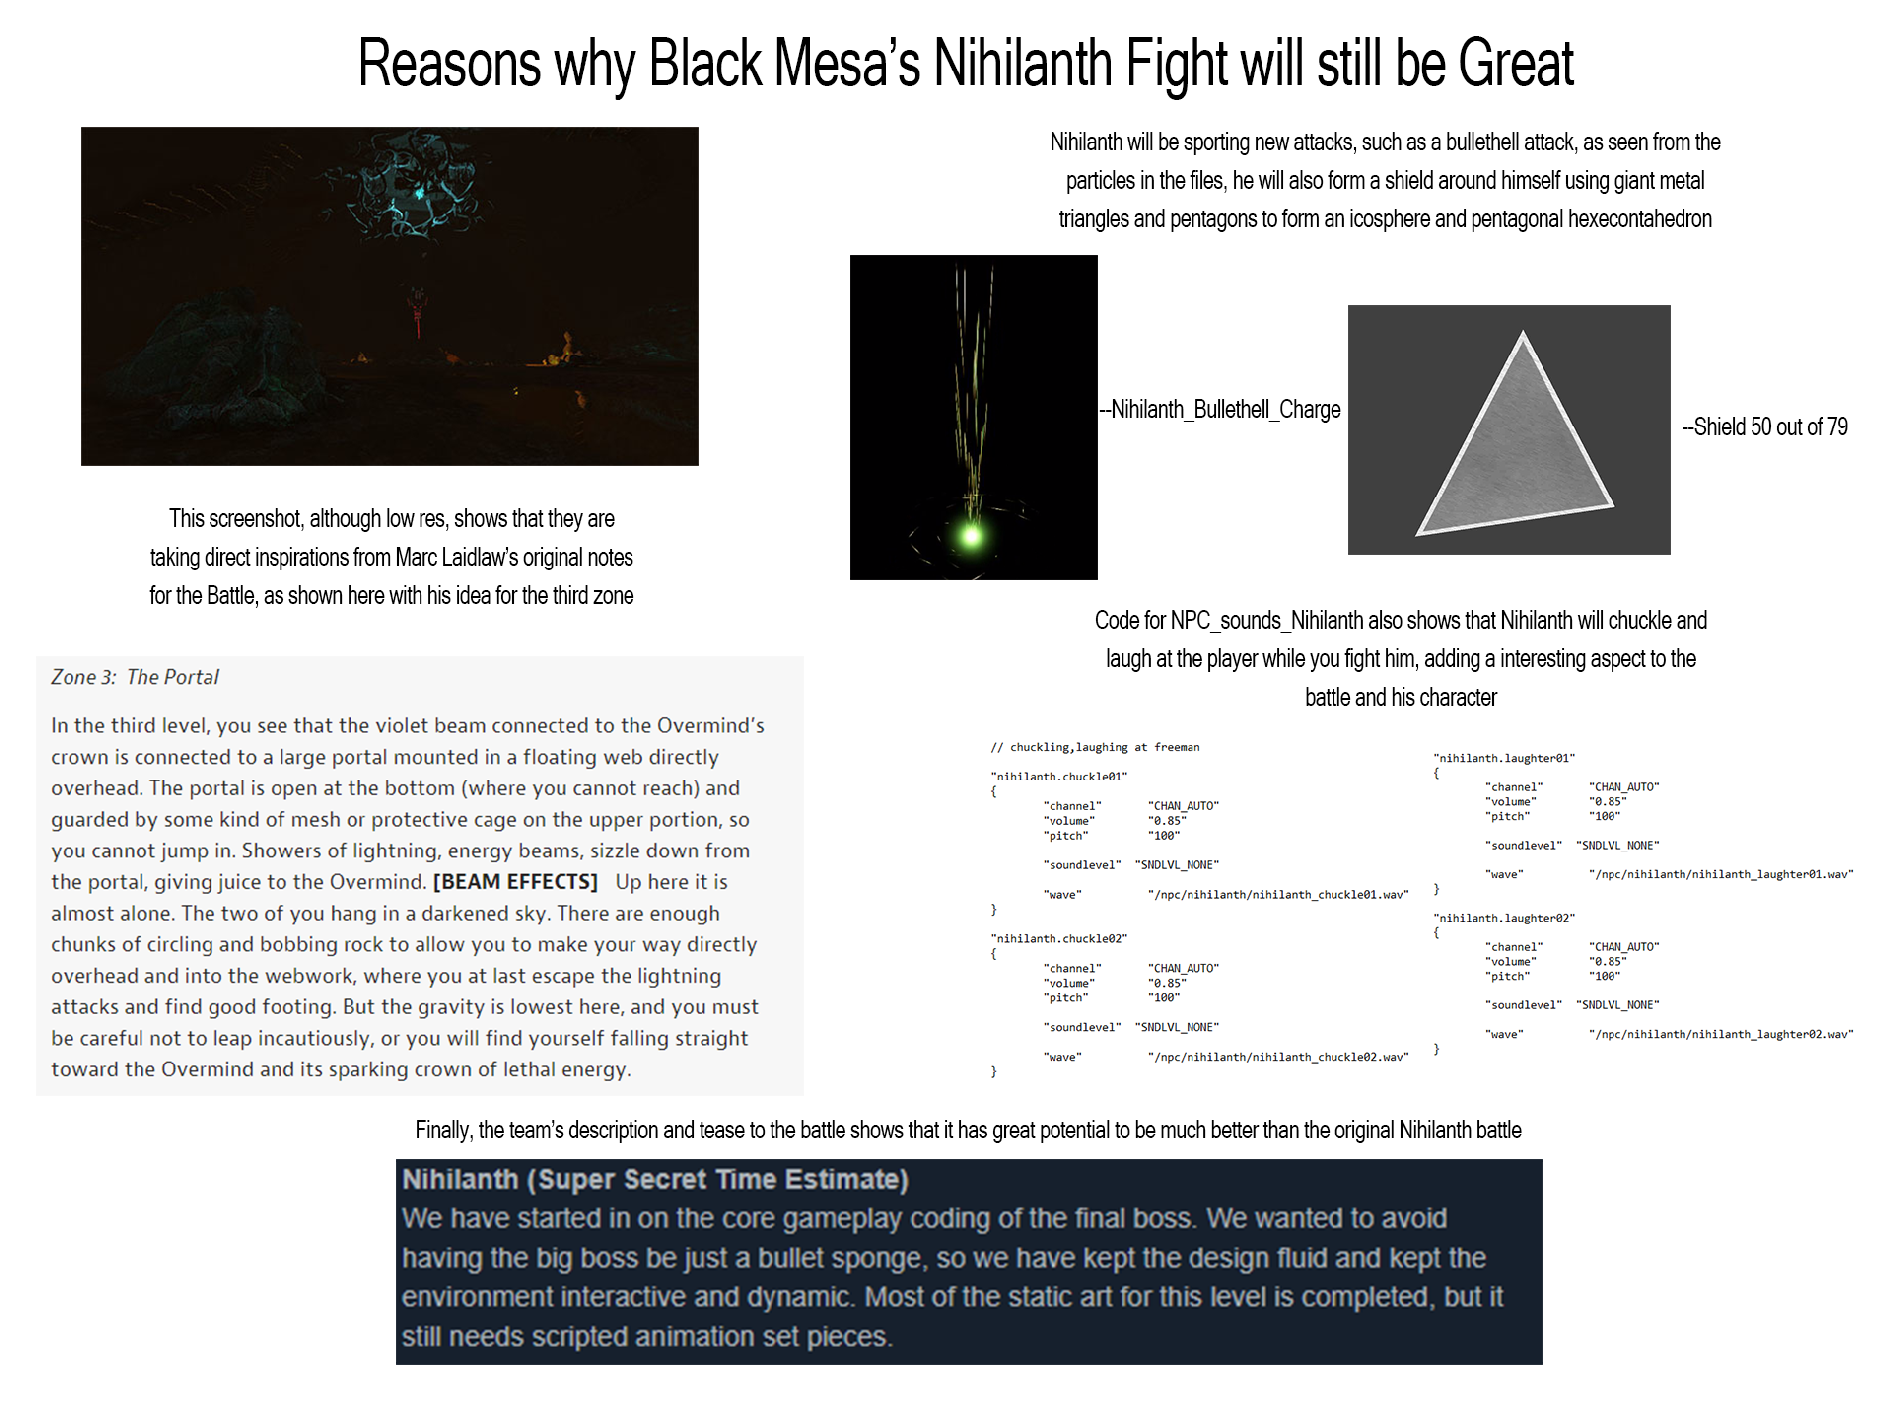 Reasons why Black Mesa’s Nihilanth Fight will still be Great
This screenshot, although low res, shows that they are
taking direct inspirations from Marc Laidlaw’s original notes
for the Battle, as shown here with his idea for the third zone
Zone 3:  The Portal
In the third level, you see that the violet beam connected to the Overmind’s
crown is connected to a large portal mounted in a floating web directly
overhead. The portal is open at the bottom (where you cannot reach) and
guarded by some kind of mesh or protective cage on the upper portion, so
you cannot jump in. Showers of lightning, energy beams, sizzle down from
the portal, giving juice to the Overmind. [BEAM EFFECTS]   Up here it is
almost alone. The two of you hang in a darkened sky. There are enough
chunks of circling and bobbing rock to allow you to make your way directly
overhead and into the webwork, where you at last escape the lightning
attacks and find good footing. But the gravity is lowest here, and you must
be careful not to leap incautiously, or you will find yourself falling straight
toward the Overmind and its sparking crown of lethal energy.
Nihilanth will be sporting new attacks, such as a bullethell attack, as seen from the
particles in the files, he will also form a shield around himself using giant metal
triangles and pentagons to form an icosphere and pentagonal hexecontahedron
--Nihilanth_Bullethell_Charge
--Shield 50 out of 79
Code for NPC_sounds_Nihilanth also shows that Nihilanth will chuckle and
laugh at the player while you fight him, adding a interesting aspect to the
battle and his character
// chuckling,laughing at freeman
"nihilanth.chuckle01"
{
"channel" "CHAN_AUTO"
"volume" "0.85"
"pitch" "100"
"soundlevel" "SNDLVL_NONE"
"wave" "/npc/nihilanth/nihilanth_chuckle01.wav"
}
"nihilanth.chuckle02"
{
"channel" "CHAN_AUTO"
"volume" "0.85"
"pitch" "100"
"soundlevel" "SNDLVL_NONE"
"wave" "/npc/nihilanth/nihilanth_chuckle02.wav"
}
"nihilanth.laughter01"
{
"channel" "CHAN_AUTO"
"volume" "0.85"
"pitch" "100"
"soundlevel" "SNDLVL_NONE"
"wave" "/npc/nihilanth/nihilanth_laughter01.wav"
}
"nihilanth.laughter02"
{
"channel" "CHAN_AUTO"
"volume" "0.85"
"pitch" "100"
"soundlevel" "SNDLVL_NONE"
"wave" "/npc/nihilanth/nihilanth_laughter02.wav"
}
Finally, the team’s description and tease to the battle shows that it has great potential to be much better than the original Nihilanth battle
Nihilanth (Super Secret Time Estimate)
We have started in on the core gameplay coding of the final boss. We wanted to avoid
having the big boss be just a bullet sponge, so we have kept the design fluid and kept the
environment interactive and dynamic. Most of the static art for this level is completed, but it
still needs scripted animation set pieces.